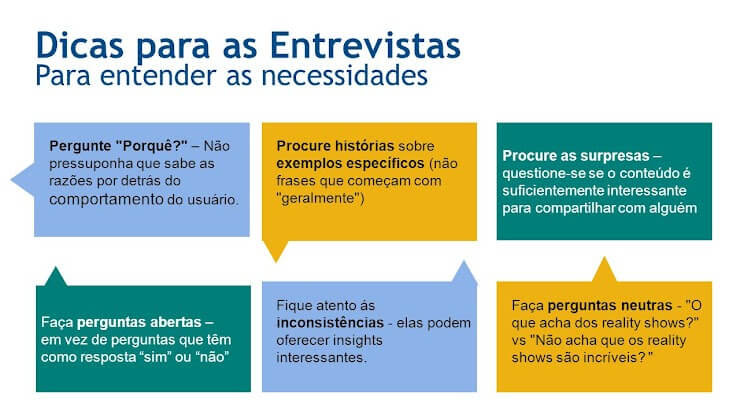 Dicas para as Entrevistas
Para entender as necessidades
Pergunte "Porquê?" – Não
pressuponha que sabe as
razões por detrás do
comportamento do usuário.
Procure histórias sobre
exemplos específicos (não
frases que começam com
"geralmente")
Procure as surpresas –
questione-se se o conteúdo é
suficientemente interessante
para compartilhar com alguém
Faça perguntas abertas –
em vez de perguntas que têm
como resposta “sim” ou “não”
Fique atento ás
inconsistências - elas podem
oferecer insights
interessantes.
Faça perguntas neutras - "O
que acha dos reality shows?"
vs "Não acha que os reality
shows são incríveis? "